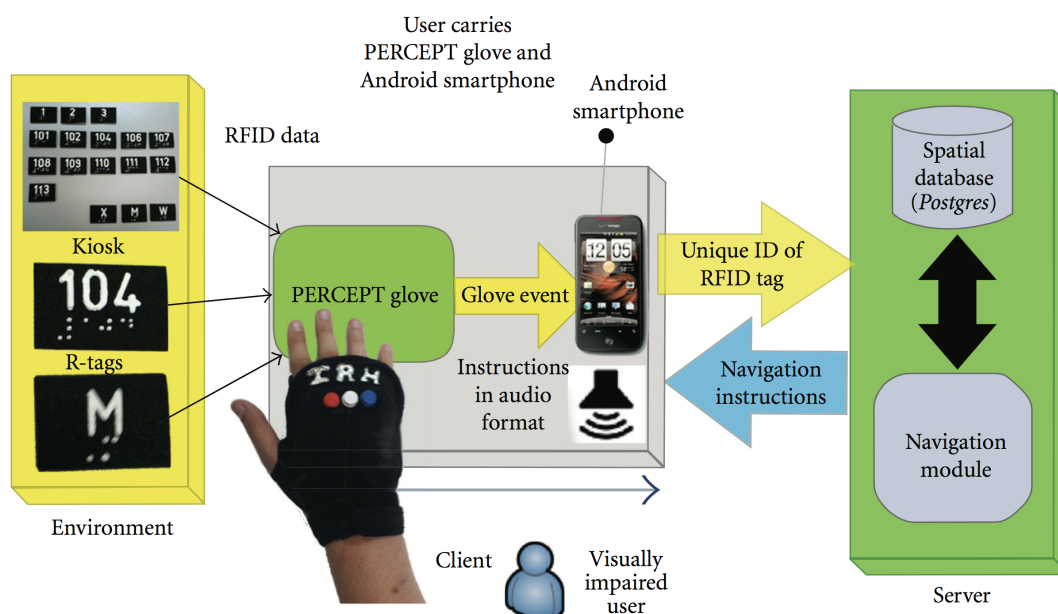 User carries
PERCEPT glove and
Android smartphone
Android
smartphone
RFID data
1 2 3
101 102 104 106 107
108 109 110 111 112
113
X M W
Kiosk
104
R-tags
M
Environment
PERCEPT glove
Glove event
12 05
Instructions
in audio
format
I R H
Client
Visually
impaired
user
Unique ID of
RFID tag
Navigation
instructions
Spatial
database
(Postgres)
Navigation
module
Server